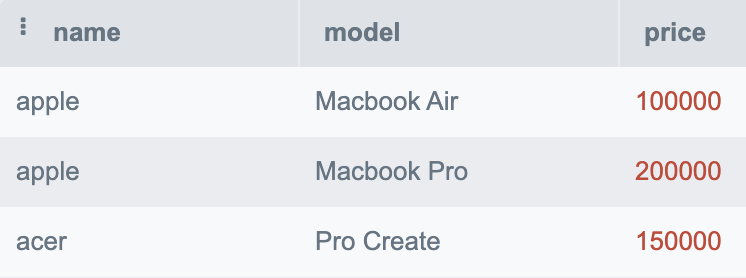 name model price
apple Macbook Air 100000
apple Macbook Pro 200000
acer Pro Create 150000